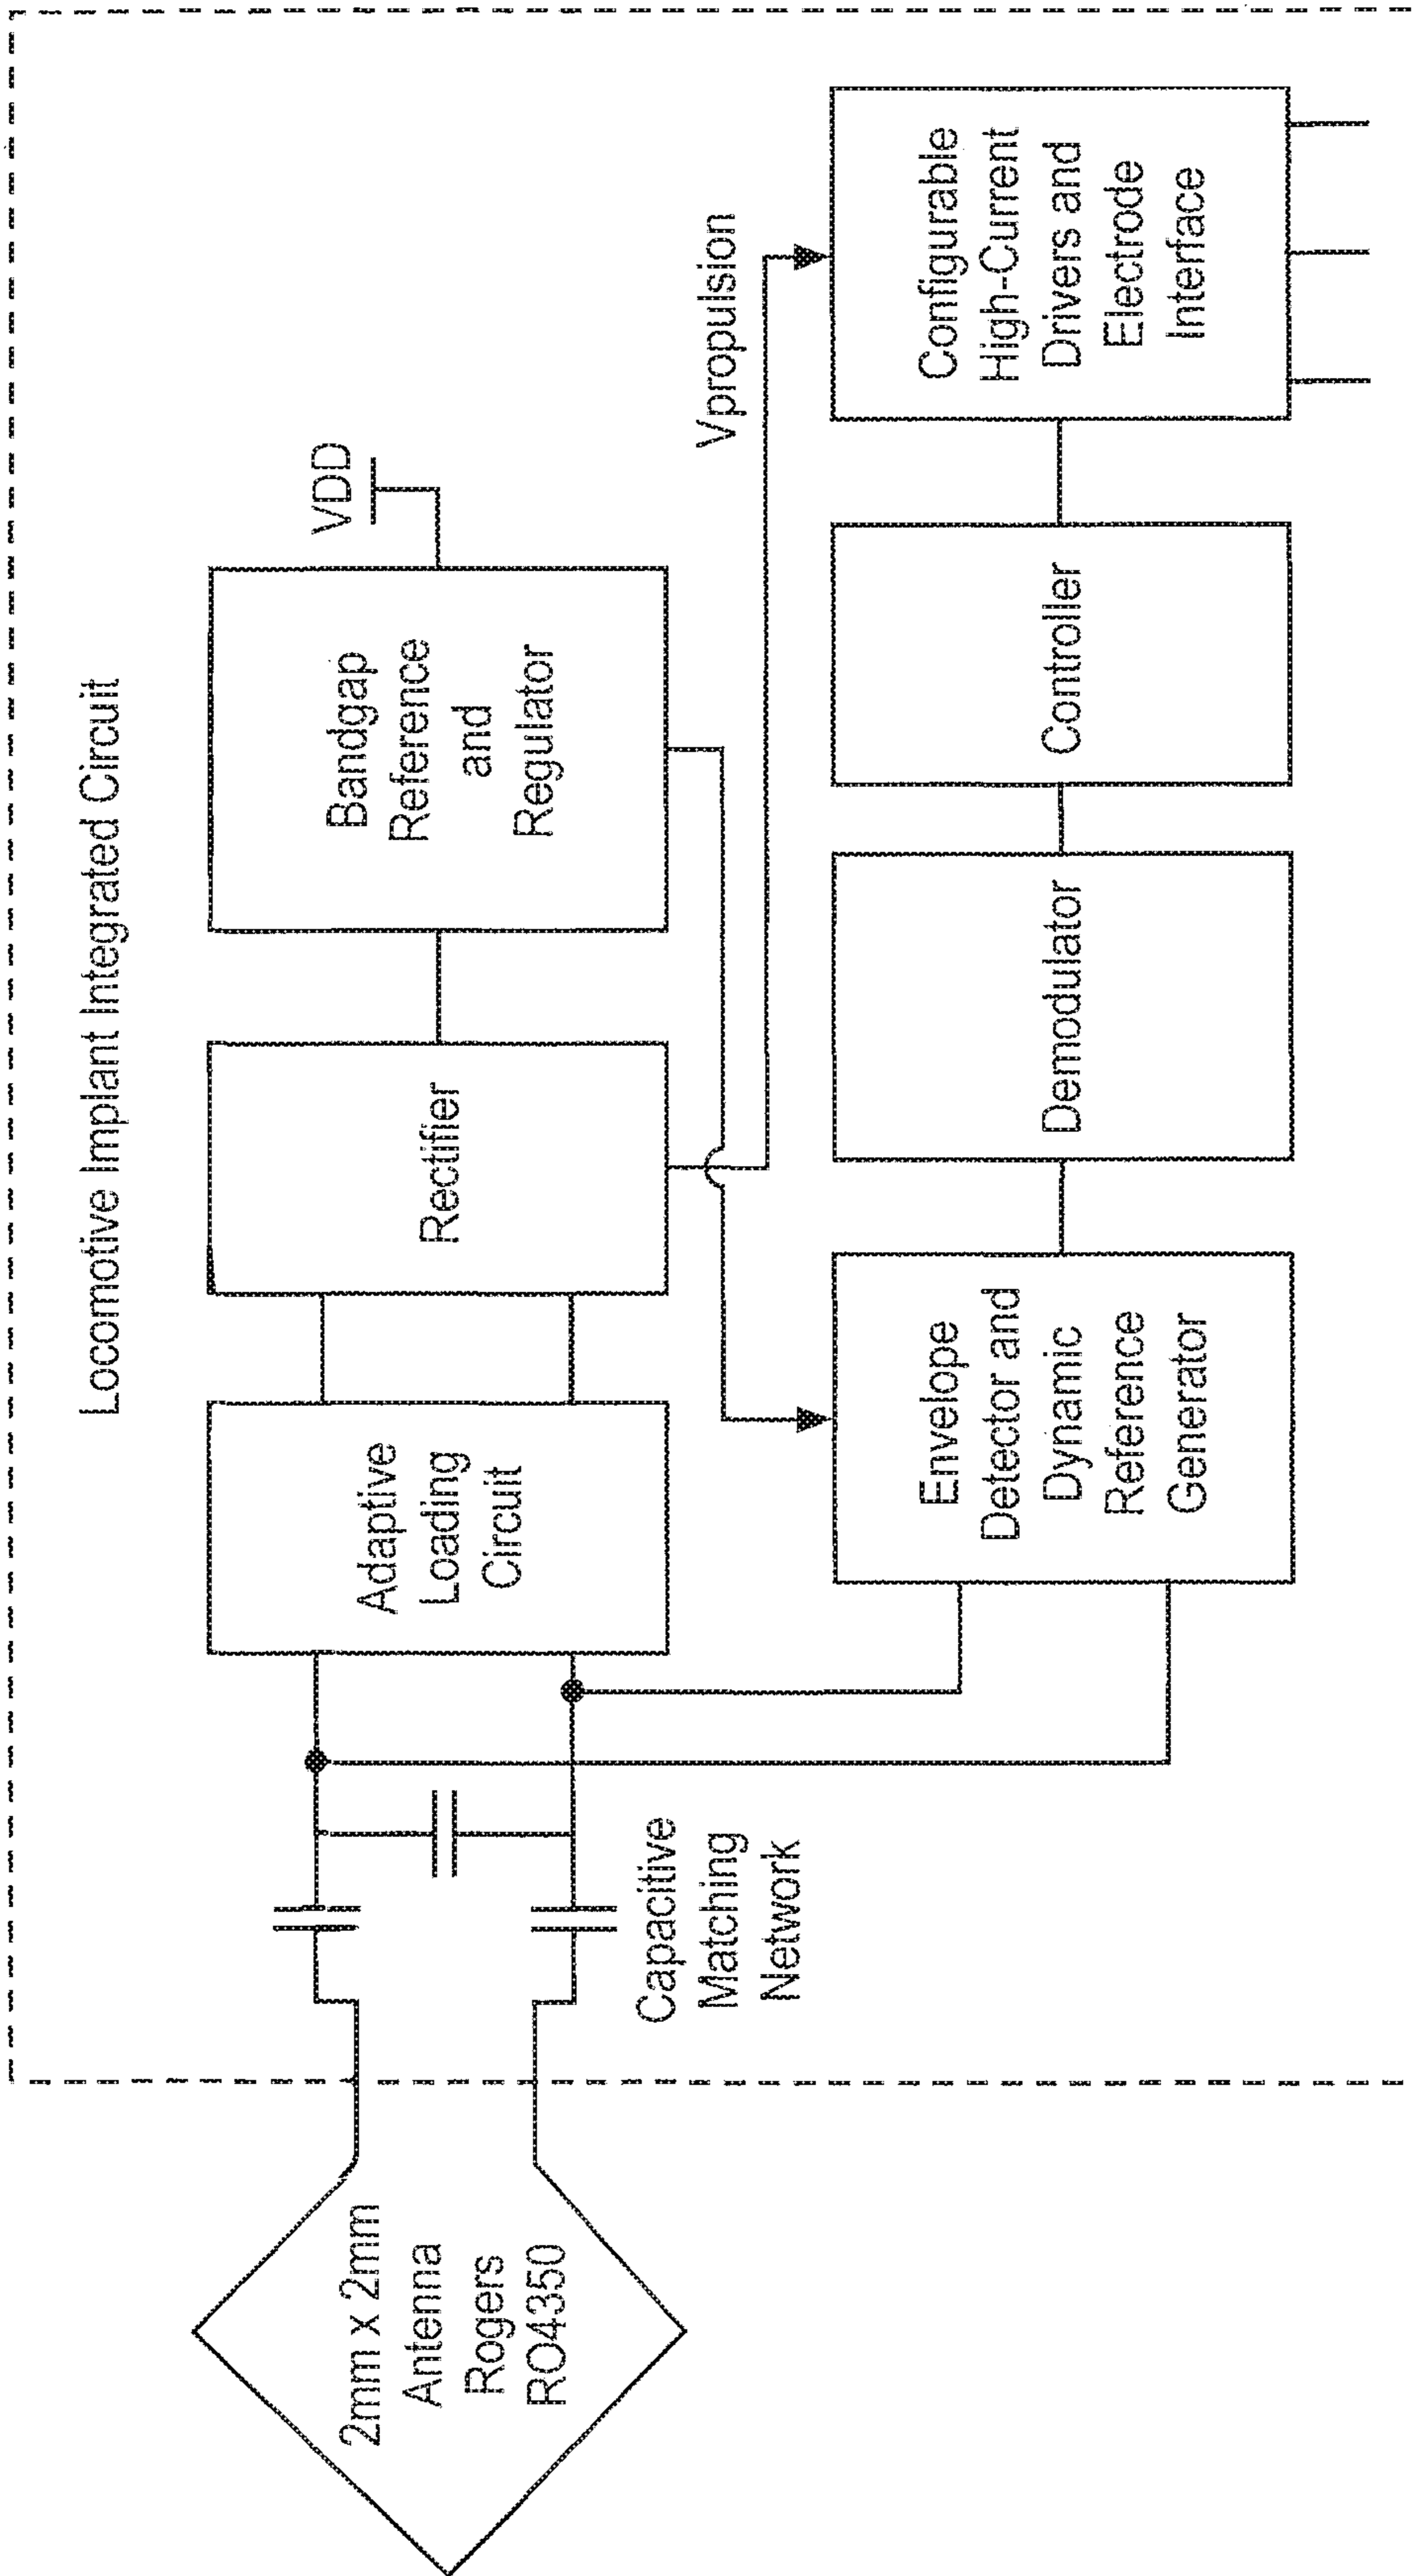 Locomotive Implant Integrated Circuit
2mm x 2mm
Antenna
Rogers
RO4350
Capacitive
Matching
Network
Adaptive
Loading
Circuit
Rectifier
Bandgap
Reference
and
Regulator
VDD
Vpropulsion
Envelope
Detector and
Dynamic
Reference
Generator
Demodulator
Controller
Configurable
High-Current
Drivers and
Electrode
Interface